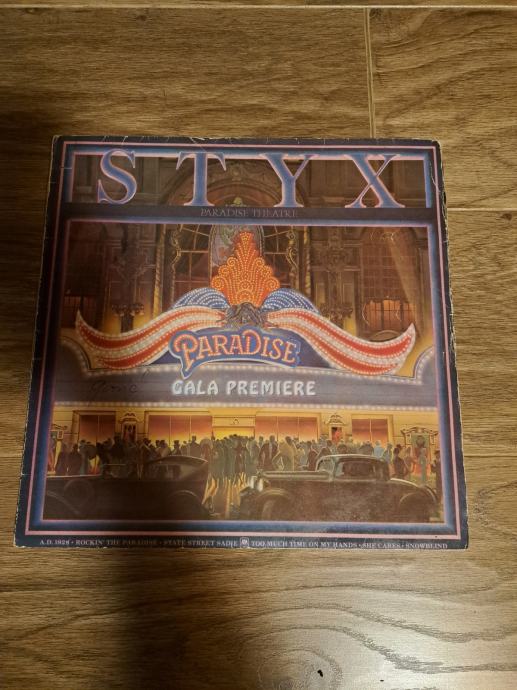 STYX
PARADISE THEATRE
PARADISE
GALA PREMIERE
A.D. 1928 • ROCKIN' THE PARADISE • STATE STREET SADIE TOO MUCH TIME ON MY HANDS • SHE CARES • SNOWBLIND